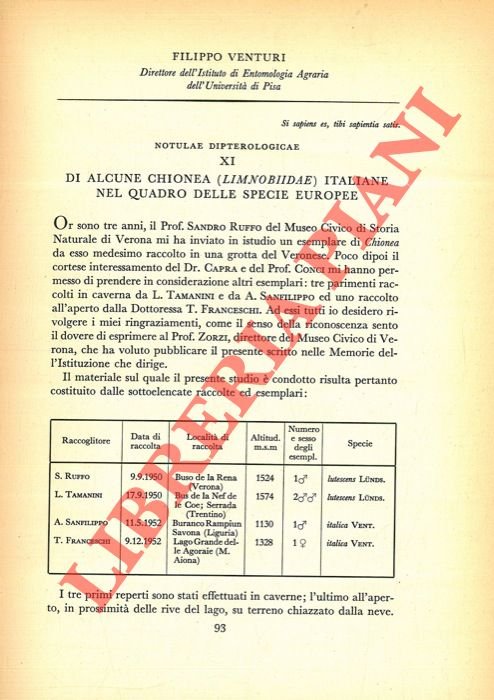 FILIPPO VENTURI
Direttore dell'Istituto di Entomologia Agraria
dell'Università di Pisa
Si sapiens es, tibi sapientia satis.
NOTULAE DIPTEROLOGICAE
XI
DI ALCUNE CHIONEA (LIMNOBIIDAE) ITALIANE
NEL QUADRO DELLE SPECIE EUROPEE
Or sono tre anni, il Prof. SANDRO RUFFO del Museo Civico di Storia
Naturale di Verona mi ha inviato in istudio un esemplare di Chionea
da esso medesimo raccolto in una grotta del Veronese. Poco dipoi il
cortese interessamento del Dr. CAPRA e del Prof. CONCI mi hanno per-
messo di prendere in considerazione altri esemplari: tre parimenti rac-
colti in caverna da L. TAMANINI e da A. SANFILIPPO ed uno raccolto
all'aperto dalla Dottoressa T. FRANCESCHI. Ad essi tutti io desidero ri-
volgere i miei ringraziamenti, come il senso della riconoscenza sento
il dovere di esprimere al Prof. ZORZI, direttore del Museo Civico di Ve-
rona, che ha voluto pubblicare il presente scritto nelle Memorie del-
l'Istituzione che dirige.
Il materiale sul quale il presente studio è condotto risulta pertanto
costituito dalle sottoelencate raccolte ed esemplari:
Raccoglitore Data di raccolta Località di raccolta Altitud. m.s.m Numero e sesso degli esempl. Specie
S. RUFFO 9.9.1950 Buso de la Rena (Verona) 1524 1♂ lutescens LÜNDS.
L. TAMANINI 17.9.1950 Bus de la Nef de le Coe; Serrada (Trentino) 1574 2♂♂ lutescens LÜNDS.
A. SANFILIPPO 11.5.1952 Buranco Rampiun Savona (Liguria) 1130 1♂ italica VENT.
T. FRANCESCHI 9.12.1952 Lago Grande del-le Agoraie (M. Aiona) 1328 1♀ italica VENT.
I tre primi reperti sono stati effettuati in caverne; l'ultimo all'aper-
to, in prossimità delle rive del lago, su terreno chiazzato dalla neve.
93
LIBRERIA PIANI